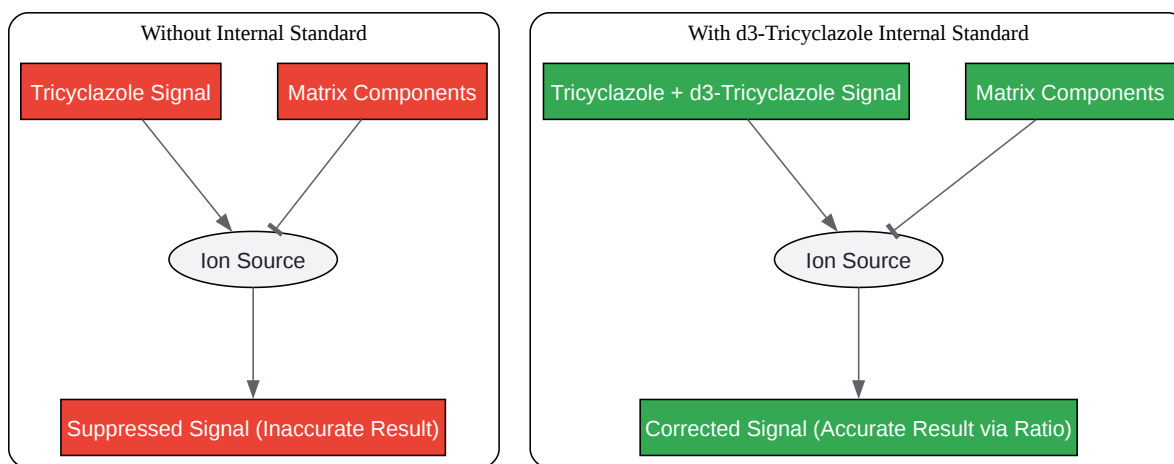 Without Internal Standard
Tricyclazole Signal
Matrix Components
Ion Source
Suppressed Signal (Inaccurate Result)
With d3-Tricyclazole Internal Standard
Tricyclazole + d3-Tricyclazole Signal
Matrix Components
Ion Source
Corrected Signal (Accurate Result via Ratio)